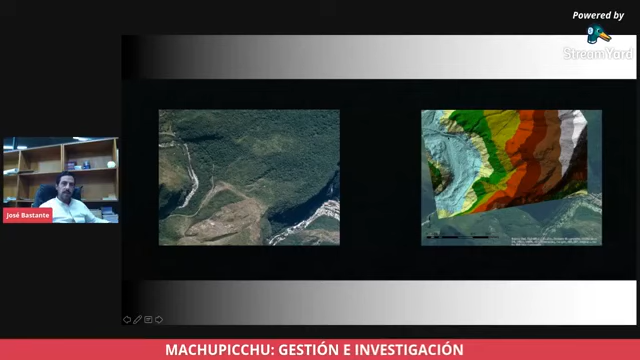 Powered by
StreamYard
José Bastante
MACHUPICCHU: GESTIÓN E INVESTIGACIÓN